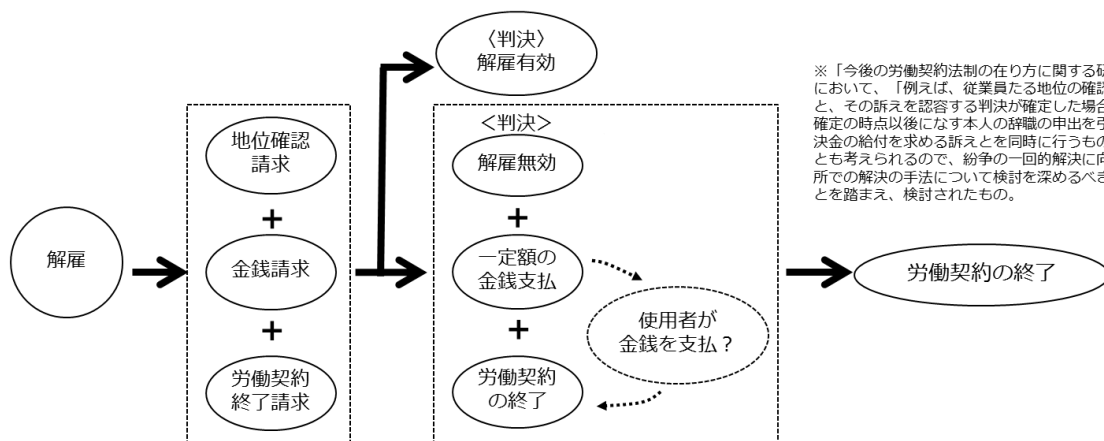 解雇
地位確認
請求
+
金銭請求
+
労働契約
終了請求
〈判決〉
解雇有効
<判決>
解雇無効
+
一定額の
金銭支払
+
労働契約
の終了
使用者が
金銭を支払？
労働契約の終了
※「今後の労働契約法制の在り方に関する研
において、「例えば、従業員たる地位の確認
と、その訴えを認容する判決が確定した場合
確定の時点以後になす本人の辞職の申出を引
決金の給付を求める訴えとを同時に行うもの
とも考えられるので、紛争の一回的解決に向
所での解決の手法について検討を深めるべき
とを踏まえ、検討されたもの。